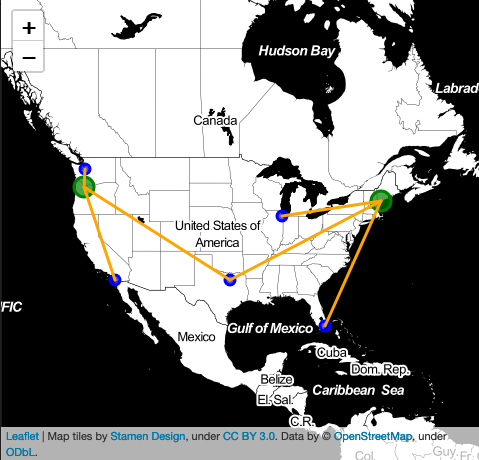 +
−
Hudson Bay
Labrad
Canada
United States of
America
FIC
Mexico
Gulf of Mexico
Cuba
Dom. Rep.
Belize
El. Sal.
Caribbean Sea
C.R.
Leaflet | Map tiles by Stamen Design, under CC BY 3.0. Data by © OpenStreetMap, under
ODbL.
Col.
Guy.
Fr.